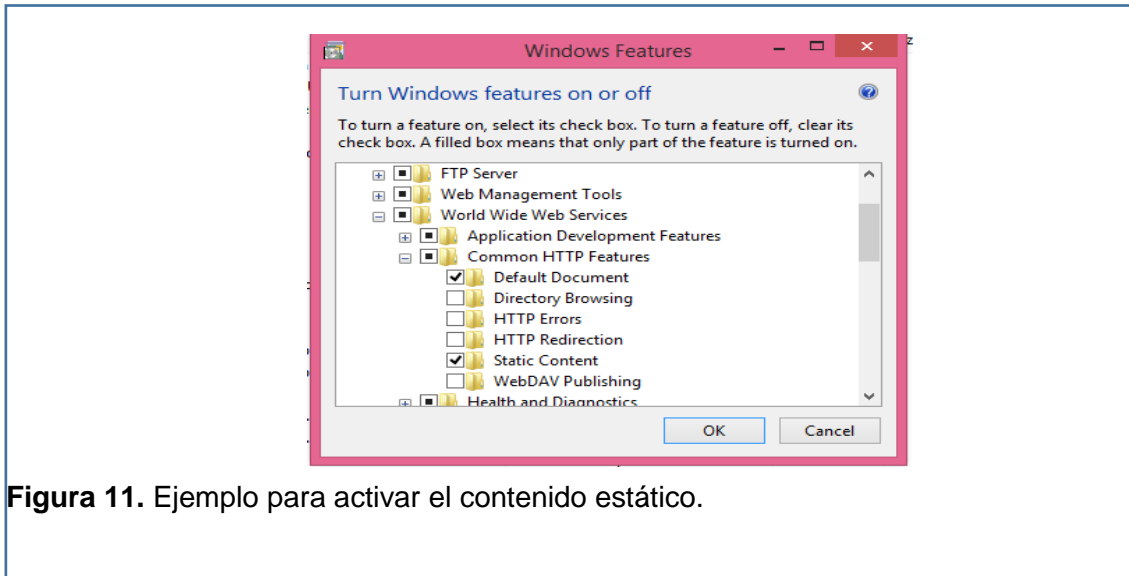 z
Windows Features
Turn Windows features on or off
To turn a feature on, select its check box. To turn a feature off, clear its
check box. A filled box means that only part of the feature is turned on.
FTP Server
Web Management Tools
World Wide Web Services
Application Development Features
Common HTTP Features
Default Document
Directory Browsing
HTTP Errors
HTTP Redirection
Static Content
WebDAV Publishing
Health and Diagnostics
OK Cancel
Figura 11. Ejemplo para activar el contenido estático.